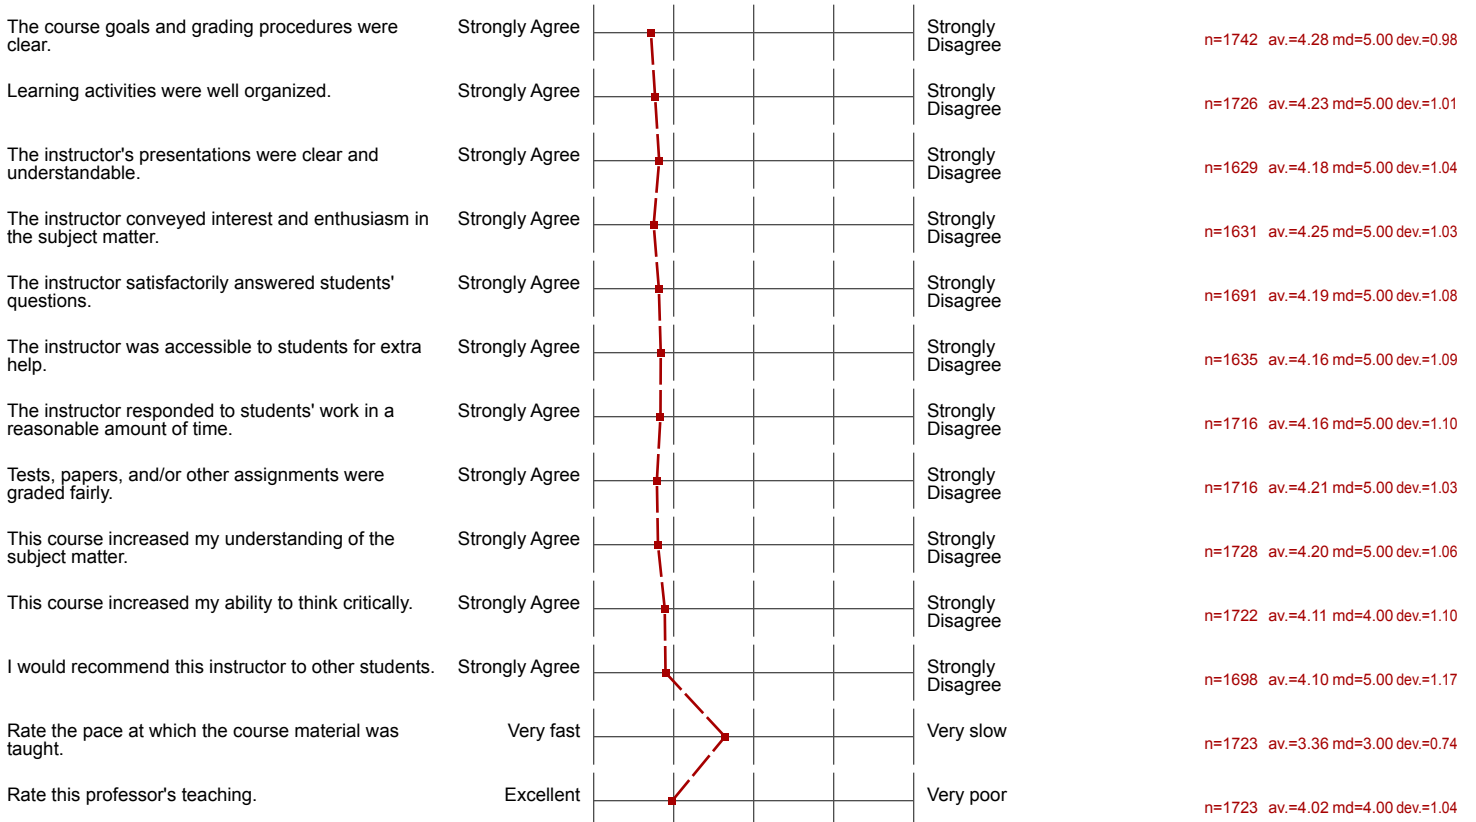 The course goals and grading procedures were
clear.
Strongly Agree
Strongly
Disagree
n=1742 av.=4.28 md=5.00 dev.=0.98
Learning activities were well organized.
Strongly Agree
Strongly
Disagree
n=1726 av.=4.23 md=5.00 dev.=1.01
The instructor's presentations were clear and
understandable.
Strongly Agree
Strongly
Disagree
n=1629 av.=4.18 md=5.00 dev.=1.04
The instructor conveyed interest and enthusiasm in
the subject matter.
Strongly Agree
Strongly
Disagree
n=1631 av.=4.25 md=5.00 dev.=1.03
The instructor satisfactorily answered students'
questions.
Strongly Agree
Strongly
Disagree
n=1691 av.=4.19 md=5.00 dev.=1.08
The instructor was accessible to students for extra
help.
Strongly Agree
Strongly
Disagree
n=1635 av.=4.16 md=5.00 dev.=1.09
The instructor responded to students' work in a
reasonable amount of time.
Strongly Agree
Strongly
Disagree
n=1716 av.=4.16 md=5.00 dev.=1.10
Tests, papers, and/or other assignments were
graded fairly.
Strongly Agree
Strongly
Disagree
n=1716 av.=4.21 md=5.00 dev.=1.03
This course increased my understanding of the
subject matter.
Strongly Agree
Strongly
Disagree
n=1728 av.=4.20 md=5.00 dev.=1.06
This course increased my ability to think critically.
Strongly Agree
Strongly
Disagree
n=1722 av.=4.11 md=4.00 dev.=1.10
I would recommend this instructor to other students.
Strongly Agree
Strongly
Disagree
n=1698 av.=4.10 md=5.00 dev.=1.17
Rate the pace at which the course material was
taught.
Very fast
Very slow
n=1723 av.=3.36 md=3.00 dev.=0.74
Rate this professor's teaching.
Excellent
Very poor
n=1723 av.=4.02 md=4.00 dev.=1.04